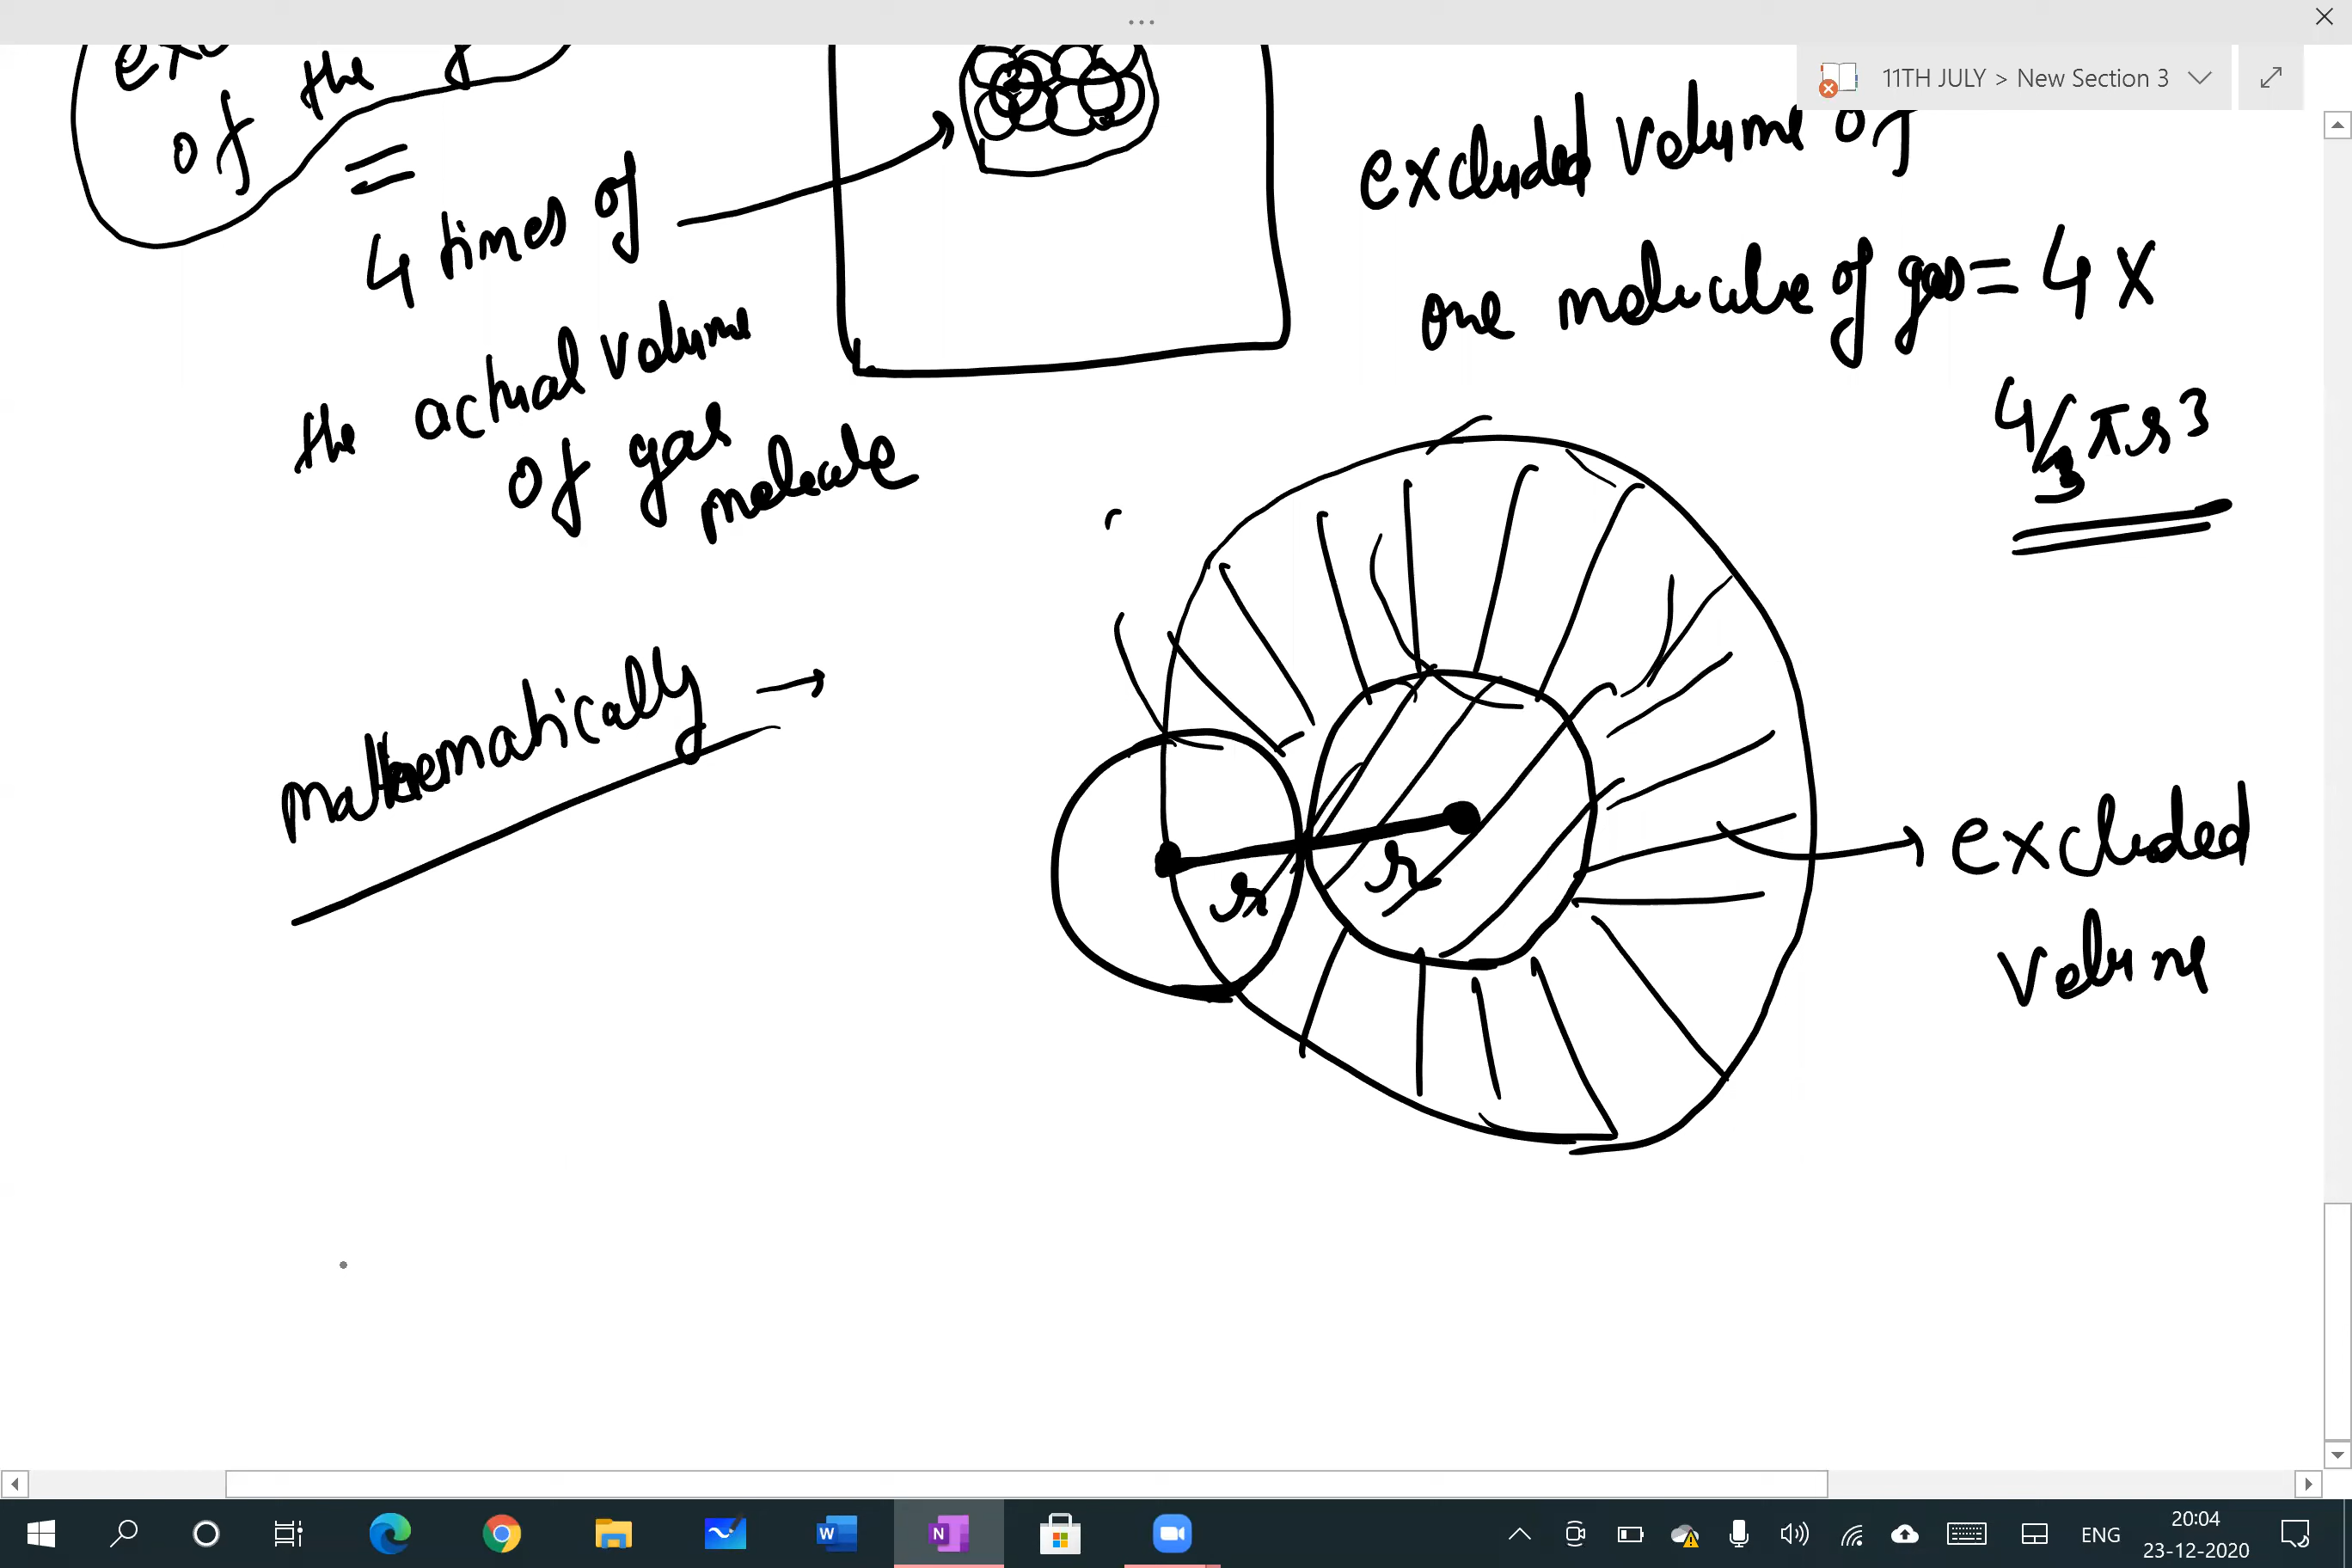 11TH JULY > New Section 3
of the
4 times of
the actual volume
of gas
molecule
excluded volume of
one molecule of gas = 4 x
4/3 πr3
mathematically →
r
r
excluded
volume
ENG
20:04
23-12-2020